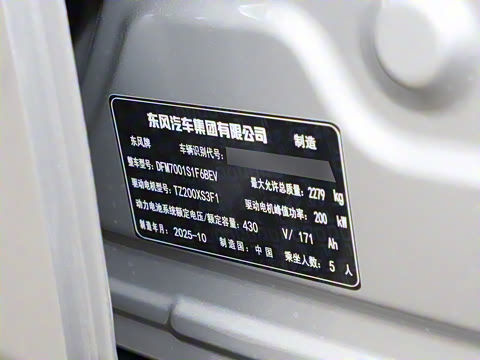 东风汽车集团有限公司 制造
东风牌 车辆识别代号:
整车型号: DFM7001S1F6BEV 最大允许总质量: 2279 kg
驱动电机型号: TZ200XS3F1 驱动电机峰值功率: 200 kW
动力电池系统额定电压/额定容量: 430 V/ 171 Ah
制造年月: 2025-10 制造国: 中国 乘坐人数: 5 人